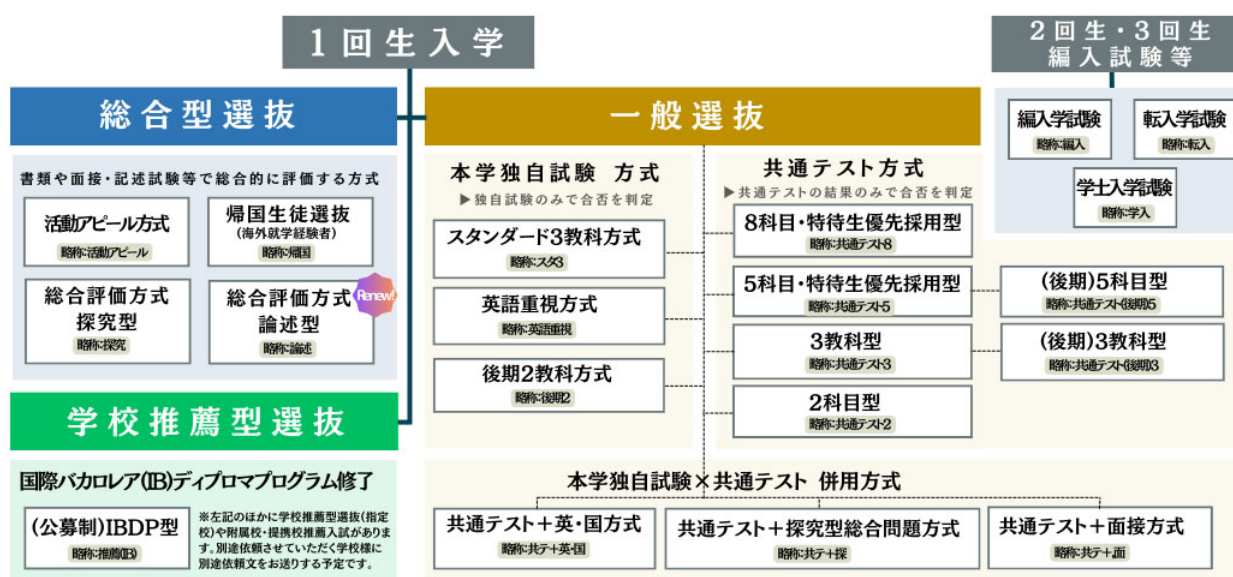 1回生入学
2回生・3回生
編入試験等
総合型選抜
書類や面接・記述試験等で総合的に評価する方式
活動アピール方式
略称:活動アピール
帰国生徒選抜
(海外就学経験者)
略称:帰国
総合評価方式
探究型
略称:探究
総合評価方式
論述型
略称:論述
Renew!
学校推薦型選抜
国際バカロレア(IB)ディプロマプログラム修了
(公募制)IBDP型
略称:推薦(IB)
※左記のほかに学校推薦型選抜(指定
校)や附属校・提携校推薦入試がありま
す。別途依頼させていただく学校様に
別途依頼文をお送りする予定です。
一般選抜
本学独自試験 方式
▶独自試験のみで合否を判定
スタンダード3教科方式
略称:スタ3
英語重視方式
略称:英語重視
後期2教科方式
略称:後期2
共通テスト方式
▶共通テストの結果のみで合否を判定
8科目・特待生優先採用型
略称:共通テスト8
5科目・特待生優先採用型
略称:共通テスト5
3教科型
略称:共通テスト3
2科目型
略称:共通テスト2
(後期)5科目型
略称:共通テスト(後期)5
(後期)3教科型
略称:共通テスト(後期)3
本学独自試験×共通テスト 併用方式
共通テスト+英・国方式
略称:共テ+英・国
共通テスト+探究型総合問題方式
略称:共テ+探
共通テスト+面接方式
略称:共テ+面
編入学試験
略称:編入
転入学試験
略称:転入
学士入学試験
略称:学入